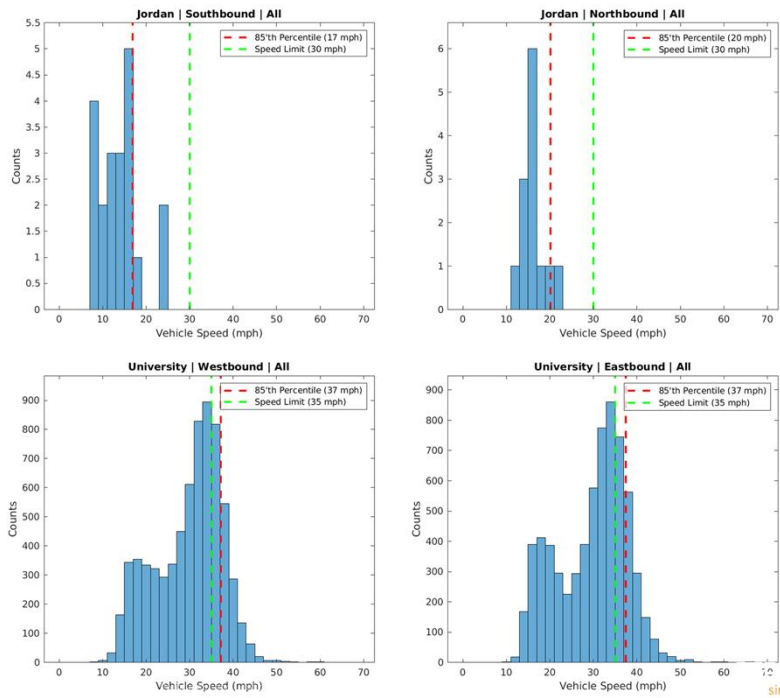 Jordan | Southbound | All
85'th Percentile (17 mph)
Speed Limit (30 mph)
5.5
5
4.5
4
3.5
3
2.5
2
1.5
1
0.5
0
Counts
0 10 20 30 40 50 60 70
Vehicle Speed (mph)
Jordan | Northbound | All
85'th Percentile (20 mph)
Speed Limit (30 mph)
6
5
4
3
2
1
0
Counts
0 10 20 30 40 50 60 70
Vehicle Speed (mph)
University | Westbound | All
85'th Percentile (37 mph)
Speed Limit (35 mph)
900
800
700
600
500
400
300
200
100
0
Counts
0 10 20 30 40 50 60 70
Vehicle Speed (mph)
University | Eastbound | All
85'th Percentile (37 mph)
Speed Limit (35 mph)
900
800
700
600
500
400
300
200
100
0
Counts
0 10 20 30 40 50 60
Vehicle Speed (mph)